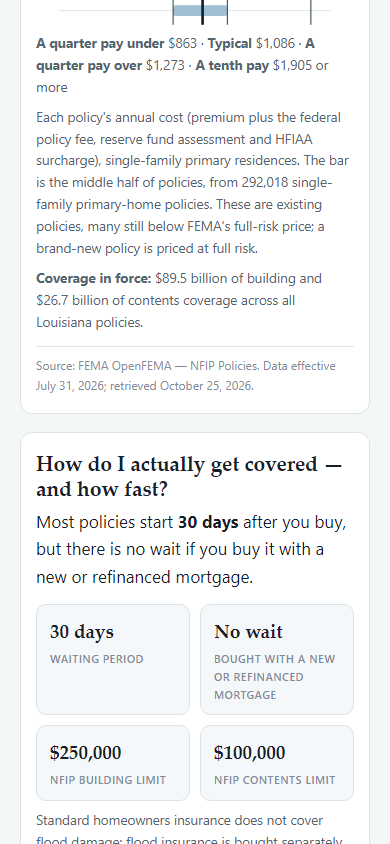 A quarter pay under $863 · Typical $1,086 · A
quarter pay over $1,273 · A tenth pay $1,905 or
more
Each policy's annual cost (premium plus the federal
policy fee, reserve fund assessment and HFIAA
surcharge), single-family primary residences. The bar
is the middle half of policies, from 292,018 single-
family primary-home policies. These are existing
policies, many still below FEMA's full-risk price; a
brand-new policy is priced at full risk.
Coverage in force: $89.5 billion of building and
$26.7 billion of contents coverage across all
Louisiana policies.
Source: FEMA OpenFEMA — NFIP Policies. Data effective
July 31, 2026; retrieved October 25, 2026.
How do I actually get covered —
and how fast?
Most policies start 30 days after you buy,
but there is no wait if you buy it with a
new or refinanced mortgage.
30 days
WAITING PERIOD
No wait
BOUGHT WITH A NEW
OR REFINANCED
MORTGAGE
$250,000
NFIP BUILDING LIMIT
$100,000
NFIP CONTENTS LIMIT
Standard homeowners insurance does not cover
flood damage; flood insurance is bought separately